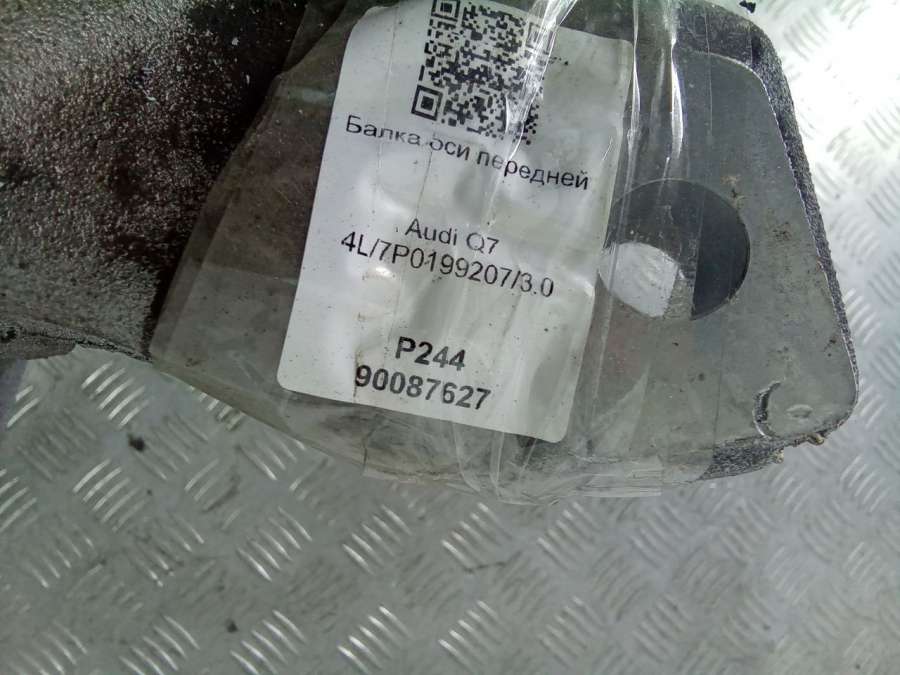 Балка оси передней
Audi Q7
4L/7P0199207/3.0
P244
90087627